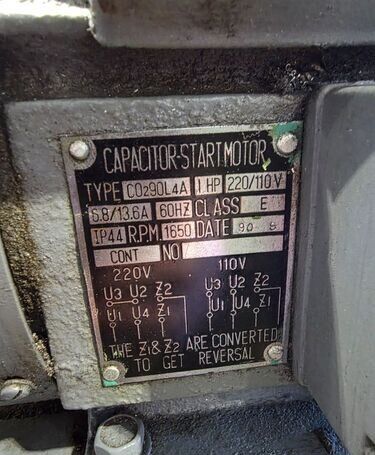 CAPACITOR-START MOTOR
TYPE CO290L4A 1 HP 220/110 V
6.8/13.6A 60HZ CLASS E
IP44 R.P.M 1650 DATE 90 8
CONT NO
220V 110V
U3 U2 Z2 U3 U2 Z2
U1 U4 Z1 U1 U4 Z1
THE Z1 & Z2 ARE CONVERTED
TO GET REVERSAL